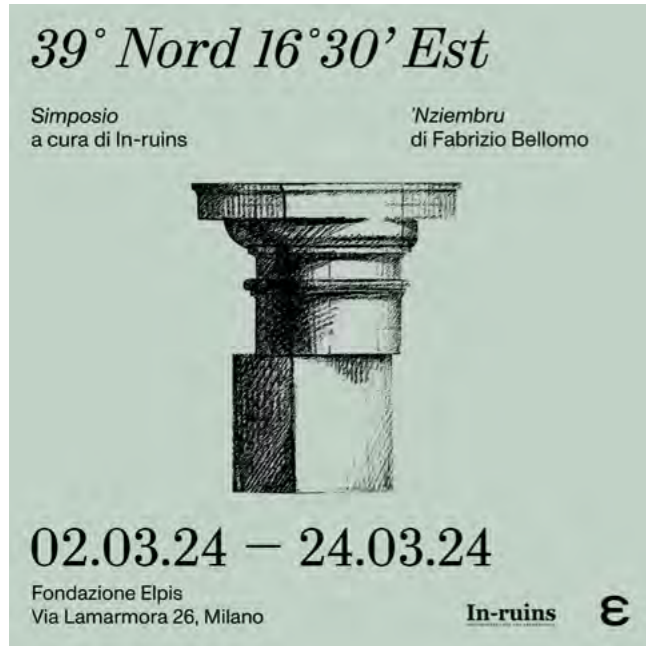 39° Nord 16°30’ Est
Simposio
a cura di In-ruins
’Nziembru
di Fabrizio Bellomo
02.03.24 — 24.03.24
Fondazione Elpis
Via Lamarmora 26, Milano
In-ruins
ε